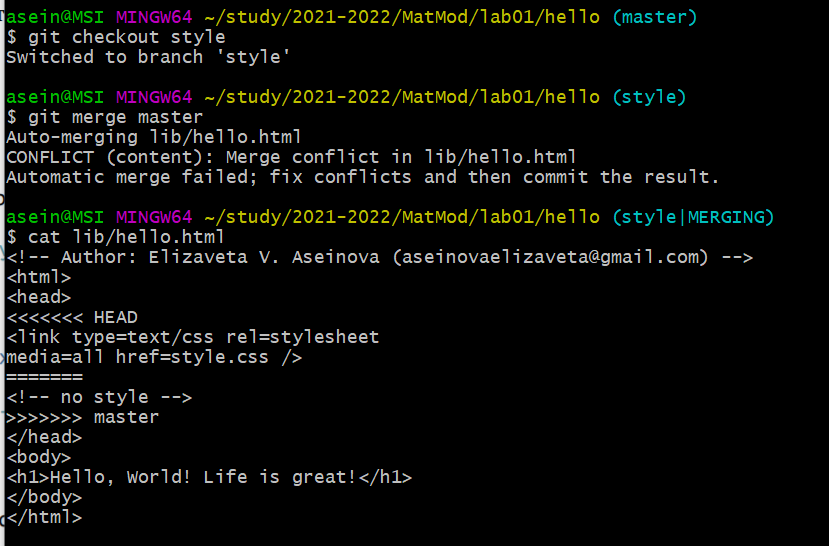 asein@MSI MINGW64 ~/study/2021-2022/MatMod/lab01/hello (master)
$ git checkout style
Switched to branch 'style'
asein@MSI MINGW64 ~/study/2021-2022/MatMod/lab01/hello (style)
$ git merge master
Auto-merging lib/hello.html
CONFLICT (content): Merge conflict in lib/hello.html
Automatic merge failed; fix conflicts and then commit the result.
asein@MSI MINGW64 ~/study/2021-2022/MatMod/lab01/hello (style|MERGING)
$ cat lib/hello.html
<!-- Author: Elizaveta V. Aseinova (aseinovaelizaveta@gmail.com) -->
<html>
<head>
<<<<<<< HEAD
<link type=text/css rel=stylesheet
media=all href=style.css />
=======
<!-- no style -->
>>>>>>> master
</head>
<body>
<h1>Hello, World! Life is great!</h1>
</body>
</html>